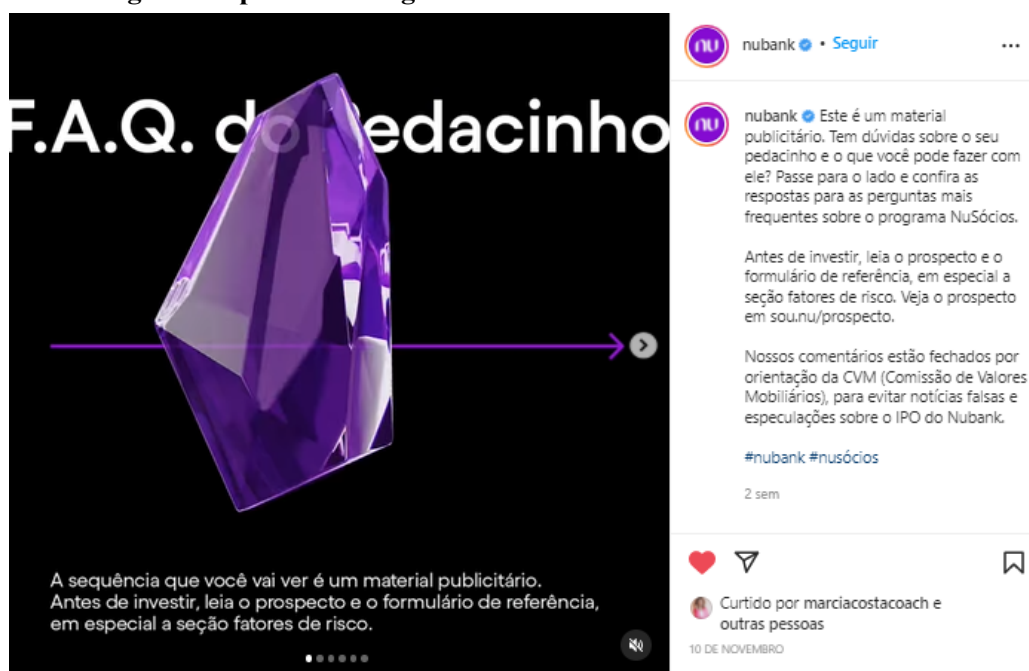 F.A.Q. do Pedacinho
A sequência que você vai ver é um material publicitário.
Antes de investir, leia o prospecto e o formulário de referência,
em especial a seção fatores de risco.
nu
nubank • Seguir
nu
nubank Este é um material
publicitário. Tem dúvidas sobre o seu
pedacinho e o que você pode fazer com
ele? Passe para o lado e confira as
respostas para as perguntas mais
frequentes sobre o programa NuSócios.
Antes de investir, leia o prospecto e o
formulário de referência, em especial a
seção fatores de risco. Veja o prospecto
em sou.nu/prospecto.
Nossos comentários estão fechados por
orientação da CVM (Comissão de Valores
Mobiliários), para evitar notícias falsas e
especulações sobre o IPO do Nubank.
#nubank #nusócios
2 sem
Curtido por marciacostacoach e
outras pessoas
10 DE NOVEMBRO